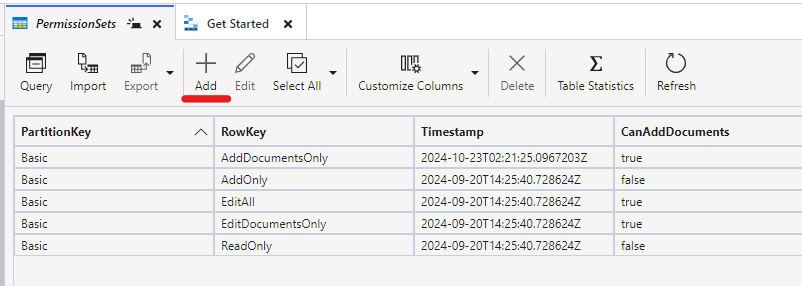 PermissionSets Get Started
Query Import Export Add Edit Select All Customize Columns Delete Table Statistics Refresh
PartitionKey RowKey Timestamp CanAddDocuments
Basic AddDocumentsOnly 2024-10-23T02:21:25.0967203Z true
Basic AddOnly 2024-09-20T14:25:40.728624Z false
Basic EditAll 2024-09-20T14:25:40.728624Z true
Basic EditDocumentsOnly 2024-09-20T14:25:40.728624Z true
Basic ReadOnly 2024-09-20T14:25:40.728624Z false